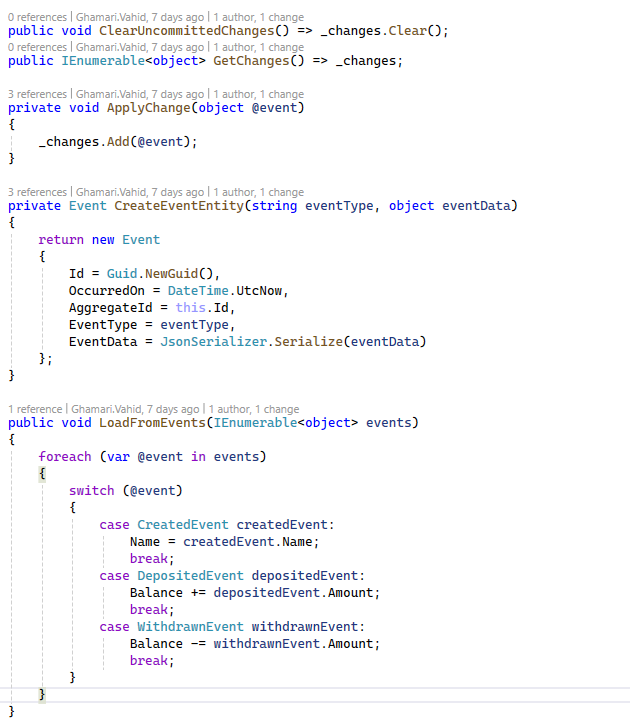 0 references | Ghamari.Vahid, 7 days ago | 1 author, 1 change
public void ClearUncommittedChanges() => _changes.Clear();
0 references | Ghamari.Vahid, 7 days ago | 1 author, 1 change
public IEnumerable<object> GetChanges() => _changes;
3 references | Ghamari.Vahid, 7 days ago | 1 author, 1 change
private void ApplyChange(object @event)
{
    _changes.Add(@event);
}
3 references | Ghamari.Vahid, 7 days ago | 1 author, 1 change
private Event CreateEventEntity(string eventType, object eventData)
{
    return new Event
    {
        Id = Guid.NewGuid(),
        OccurredOn = DateTime.UtcNow,
        AggregateId = this.Id,
        EventType = eventType,
        EventData = JsonSerializer.Serialize(eventData)
    };
}
1 reference | Ghamari.Vahid, 7 days ago | 1 author, 1 change
public void LoadFromEvents(IEnumerable<object> events)
{
    foreach (var @event in events)
    {
        switch (@event)
        {
            case CreatedEvent createdEvent:
                Name = createdEvent.Name;
                break;
            case DepositedEvent depositedEvent:
                Balance += depositedEvent.Amount;
                break;
            case WithdrawnEvent withdrawnEvent:
                Balance -= withdrawnEvent.Amount;
                break;
        }
    }
}